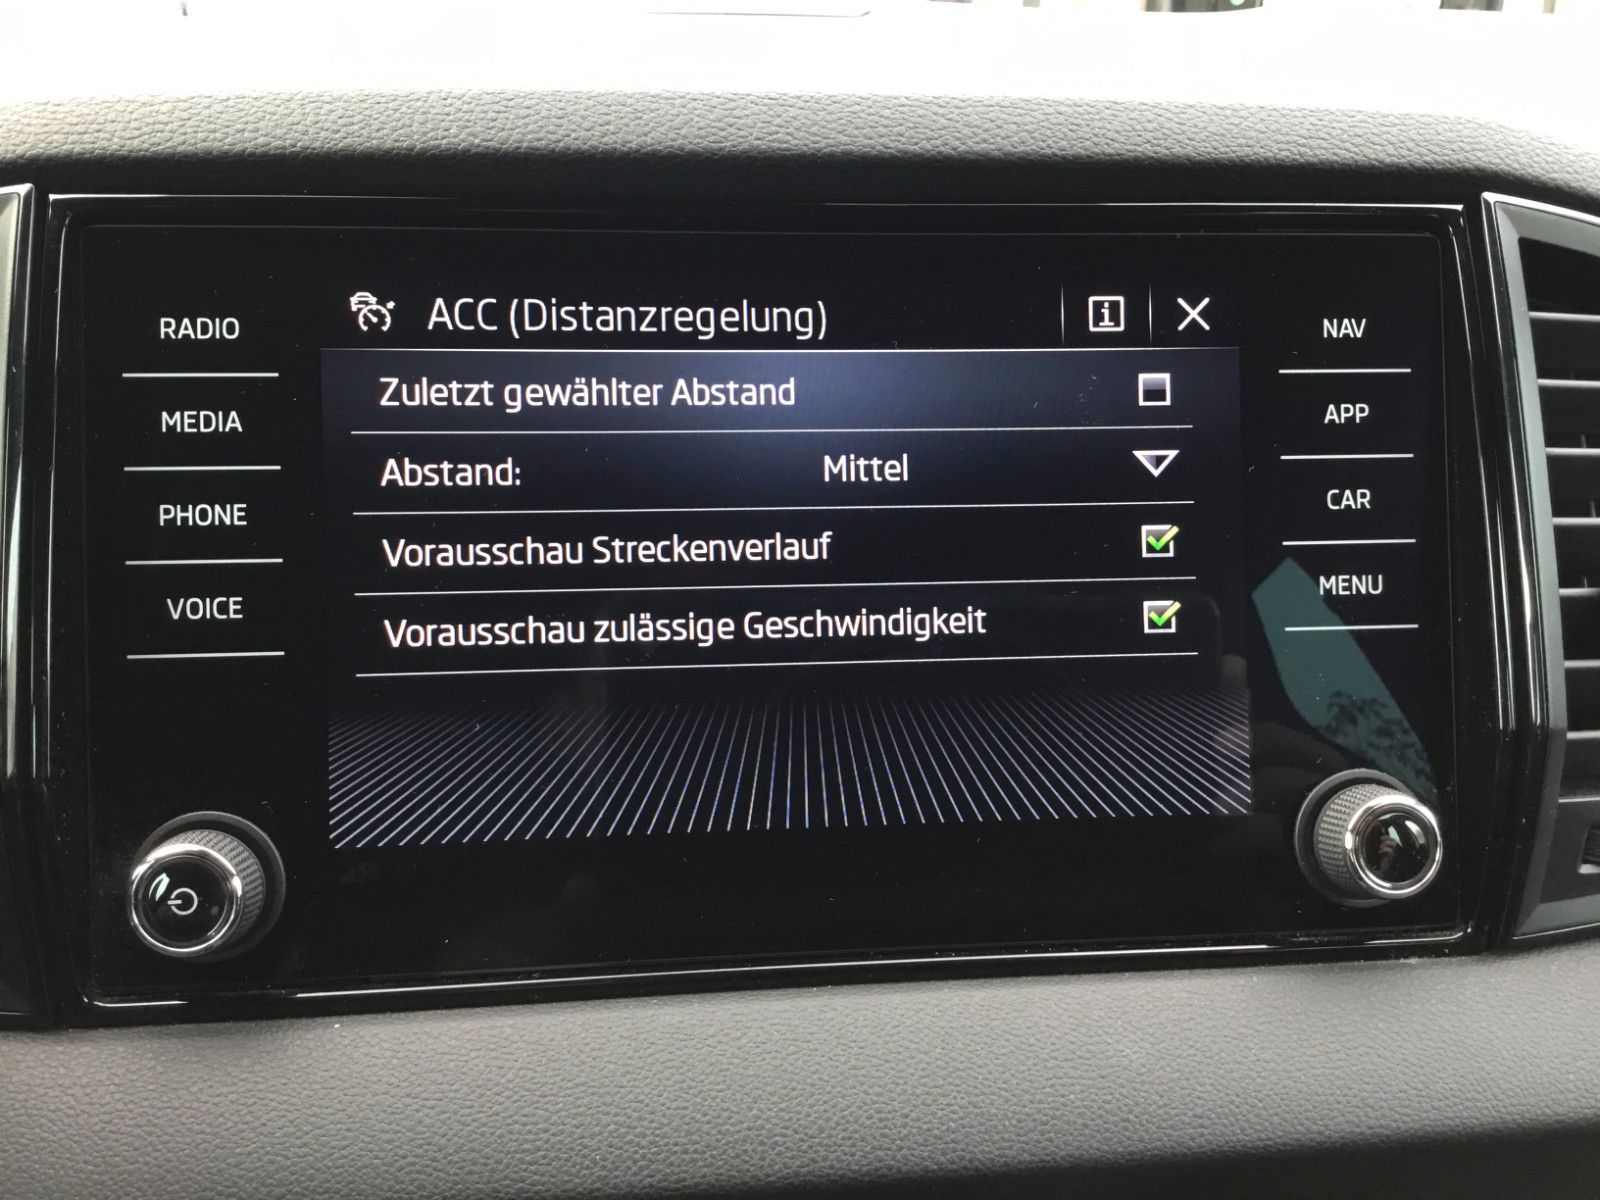 ACC (Distanzregelung)
RADIO
MEDIA
PHONE
VOICE
Zuletzt gewählter Abstand
Abstand: Mittel
Vorausschau Streckenverlauf
Vorausschau zulässige Geschwindigkeit
NAV
APP
CAR
MENU